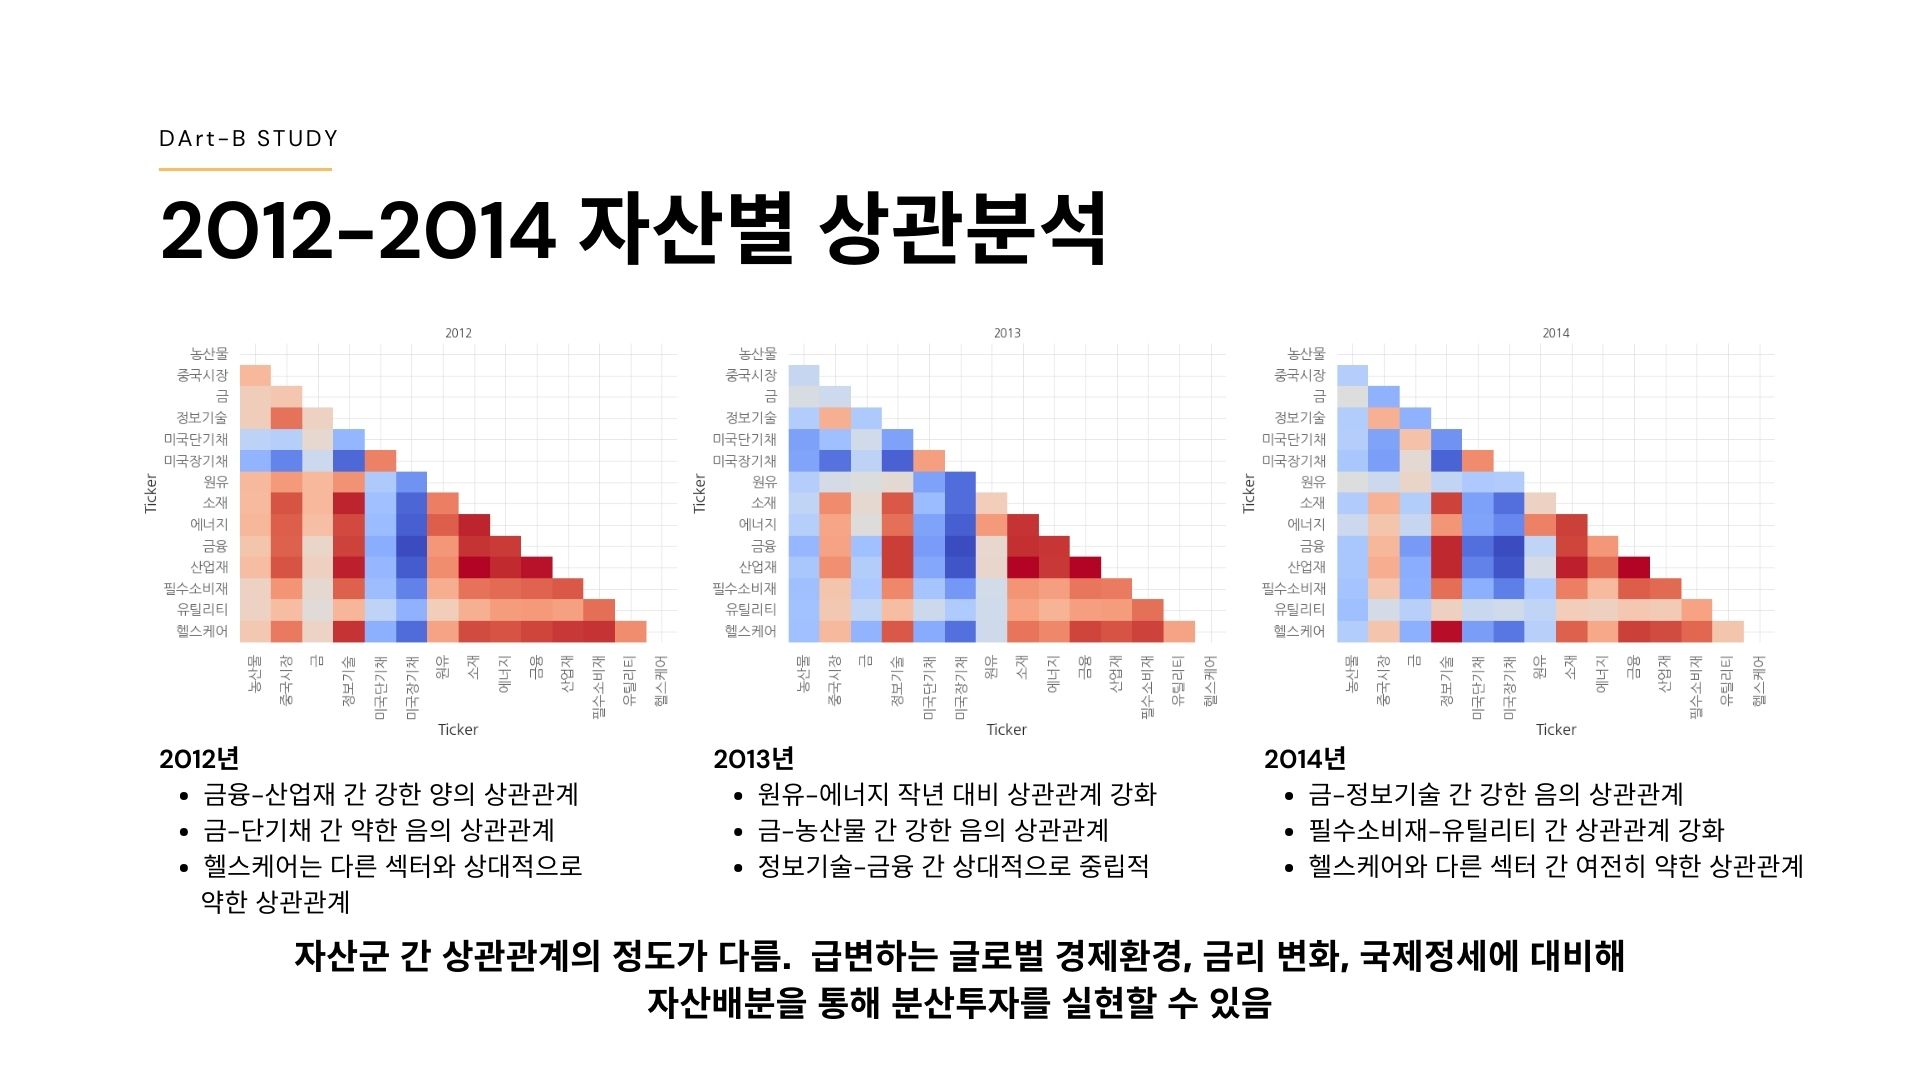 DArt-B STUDY
2012-2014 자산별 상관분석
2012
농산물
중국시장
금
정보기술
미국단기채
미국장기채
원유
소재
에너지
금융
산업재
필수소비재
유틸리티
헬스케어
Ticker
농산물
중국시장
금
정보기술
미국단기채
미국장기채
원유
소재
에너지
금융
산업재
필수소비재
유틸리티
헬스케어
Ticker
2013
농산물
중국시장
금
정보기술
미국단기채
미국장기채
원유
소재
에너지
금융
산업재
필수소비재
유틸리티
헬스케어
Ticker
농산물
중국시장
금
정보기술
미국단기채
미국장기채
원유
소재
에너지
금융
산업재
필수소비재
유틸리티
헬스케어
Ticker
2014
농산물
중국시장
금
정보기술
미국단기채
미국장기채
원유
소재
에너지
금융
산업재
필수소비재
유틸리티
헬스케어
Ticker
농산물
중국시장
금
정보기술
미국단기채
미국장기채
원유
소재
에너지
금융
산업재
필수소비재
유틸리티
헬스케어
Ticker
2012년
• 금융-산업재 간 강한 양의 상관관계
• 금-단기채 간 약한 음의 상관관계
• 헬스케어는 다른 섹터와 상대적으로
약한 상관관계
2013년
• 원유-에너지 작년 대비 상관관계 강화
• 금-농산물 간 강한 음의 상관관계
• 정보기술-금융 간 상대적으로 중립적
2014년
• 금-정보기술 간 강한 음의 상관관계
• 필수소비재-유틸리티 간 상관관계 강화
• 헬스케어와 다른 섹터 간 여전히 약한 상관관계
자산군 간 상관관계의 정도가 다름. 급변하는 글로벌 경제환경, 금리 변화, 국제정세에 대비해
자산배분을 통해 분산투자를 실현할 수 있음